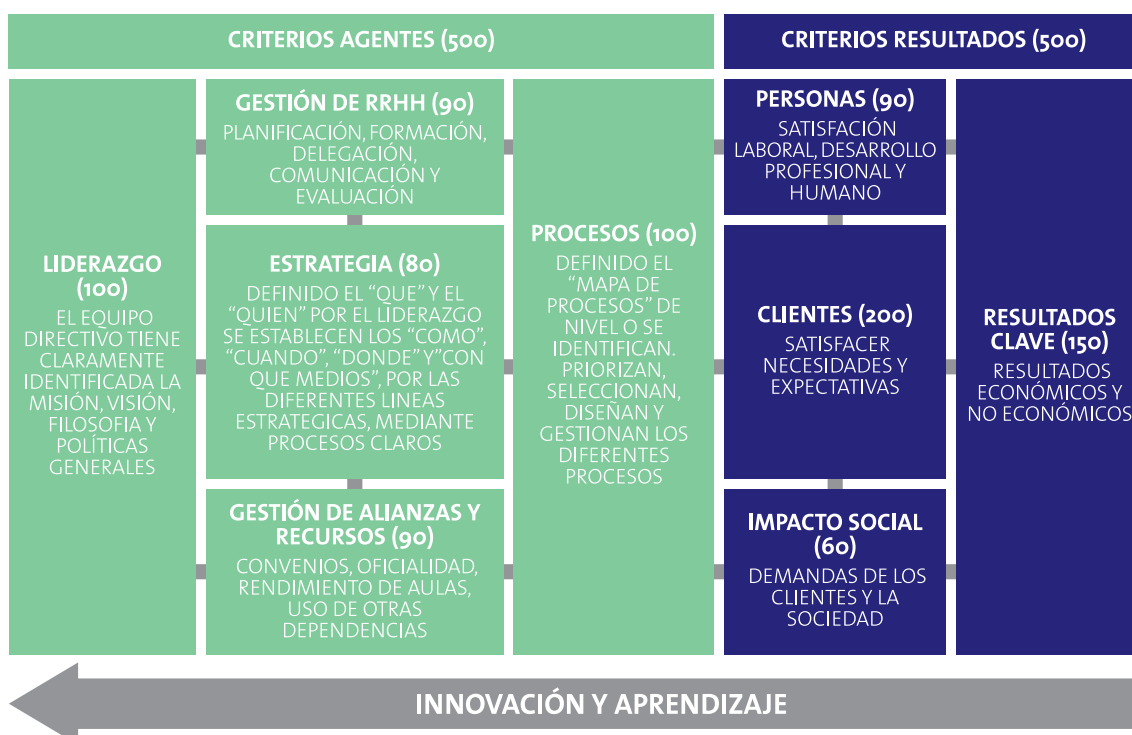 CRITERIOS AGENTES (500)
CRITERIOS RESULTADOS (500)
LIDERAZGO
(100)
EL EQUIPO
DIRECTIVO TIENE
CLARAMENTE
IDENTIFICADA LA
MISIÓN, VISIÓN,
FILOSOFIA Y
POLÍTICAS
GENERALES
GESTIÓN DE RRHH (90)
PLANIFICACIÓN, FORMACIÓN,
DELEGACIÓN,
COMUNICACIÓN Y
EVALUACIÓN
ESTRATEGIA (80)
DEFINIDO EL “QUE” Y EL
“QUIEN” POR EL LIDERAZGO
SE ESTABLECEN LOS “COMO”,
“CUANDO”, “DONDE” Y”CON
QUE MEDIOS”, POR LAS
DIFERENTES LINEAS
ESTRATEGICAS, MEDIANTE
PROCESOS CLAROS
GESTIÓN DE ALIANZAS Y
RECURSOS (90)
CONVENIOS, OFICIALIDAD,
RENDIMIENTO DE AULAS,
USO DE OTRAS
DEPENDENCIAS
PROCESOS (100)
DEFINIDO EL
“MAPA DE
PROCESOS” DE
NIVEL O SE
IDENTIFICAN.
PRIORIZAN,
SELECCIONAN,
DISEÑAN Y
GESTIONAN LOS
DIFERENTES
PROCESOS
PERSONAS (90)
SATISFACIÓN
LABORAL, DESARROLLO
PROFESIONAL Y
HUMANO
CLIENTES (200)
SATISFACER
NECESIDADES Y
EXPECTATIVAS
IMPACTO SOCIAL
(60)
DEMANDAS DE LOS
CLIENTES Y LA
SOCIEDAD
RESULTADOS
CLAVE (150)
RESULTADOS
ECONÓMICOS Y
NO ECONÓMICOS
INNOVACIÓN Y APRENDIZAJE